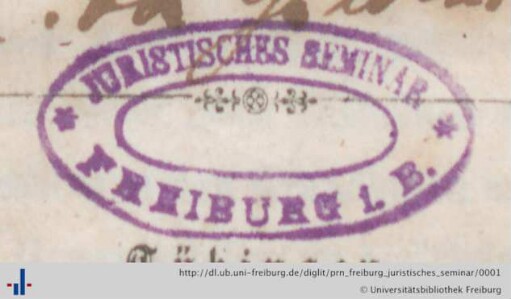 JURISTISCHES SEMINAR
* FREIBURG i. B. *
http://dl.ub.uni-freiburg.de/diglit/prn_freiburg_juristisches_seminar/0001
© Universitätsbibliothek Freiburg